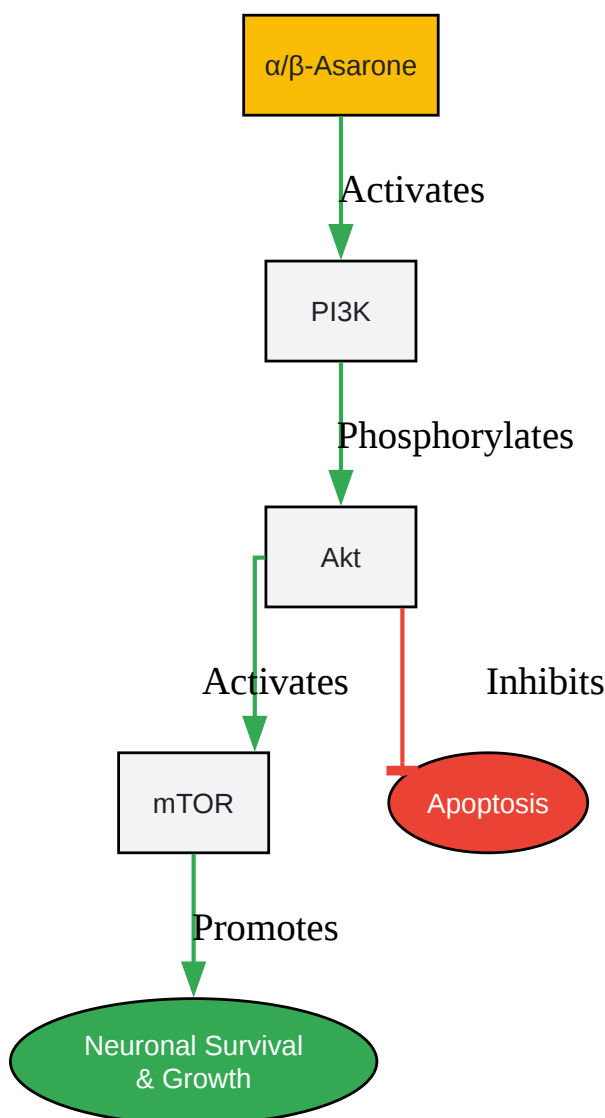 α/β-Asarone
Activates
PI3K
Phosphorylates
Akt
Activates
Inhibits
mTOR
Apoptosis
Promotes
Neuronal Survival
& Growth